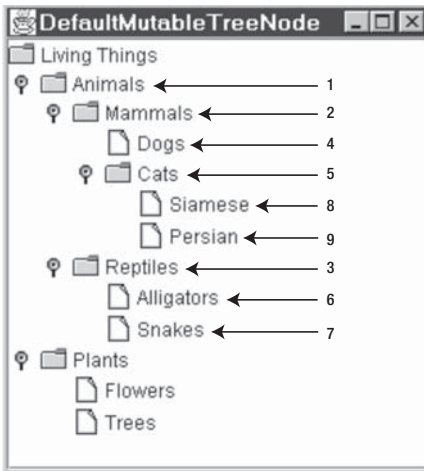 DefaultMutableTreeNode
Living Things
Animals 1
Mammals 2
Dogs 4
Cats 5
Siamese 8
Persian 9
Reptiles 3
Alligators 6
Snakes 7
Plants
Flowers
Trees